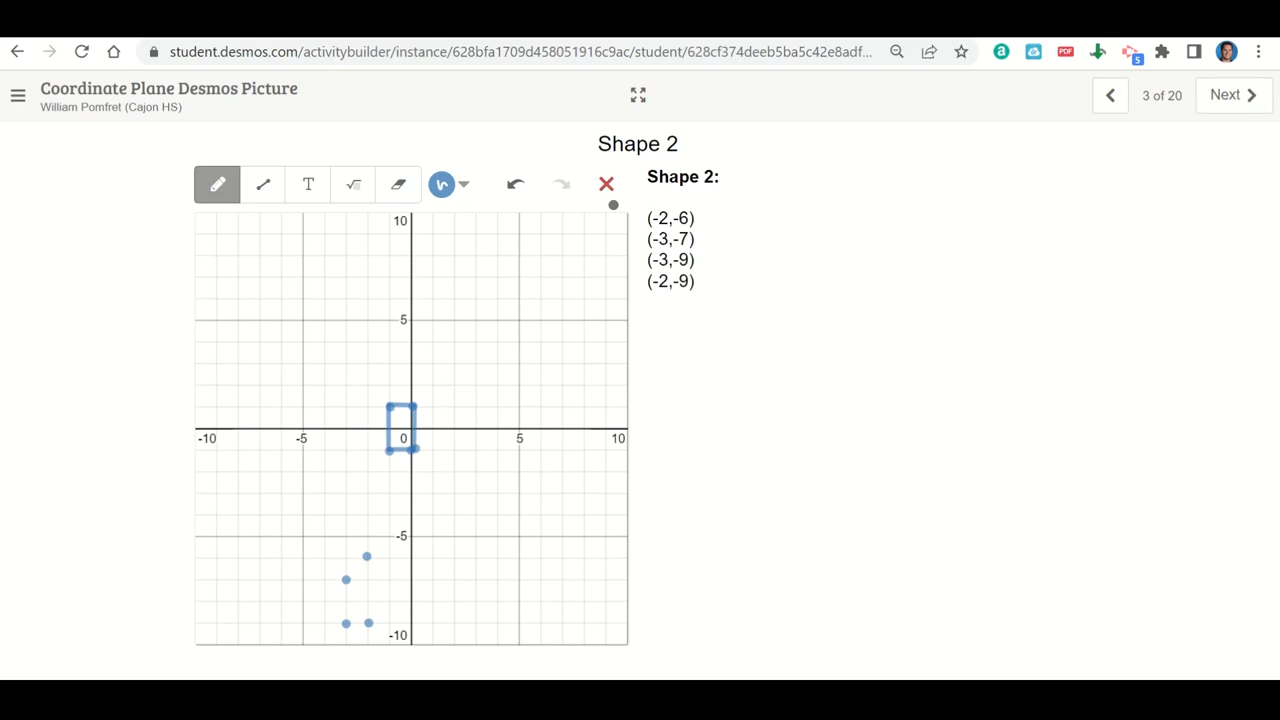 student.desmos.com/activitybuilder/instance/628bfa1709d458051916c9ac/student/628cf374deeb5ba5c42e8adf...
PDF
5
Coordinate Plane Desmos Picture
William Pomfret (Cajon HS)
3 of 20
Next
Shape 2
T
√
Shape 2:
(-2,-6)
(-3,-7)
(-3,-9)
(-2,-9)
10
5
-10
-5
0
5
10
-5
-10